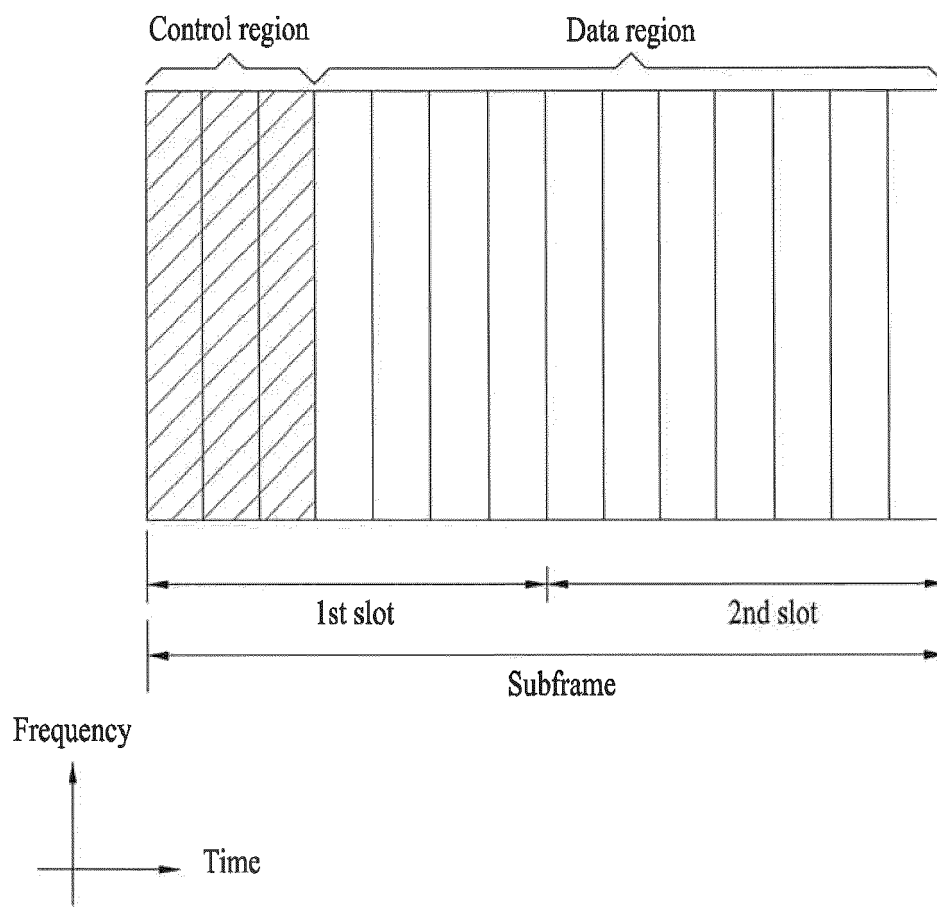 Control region
Data region
1st slot
2nd slot
Subframe
Frequency
Time